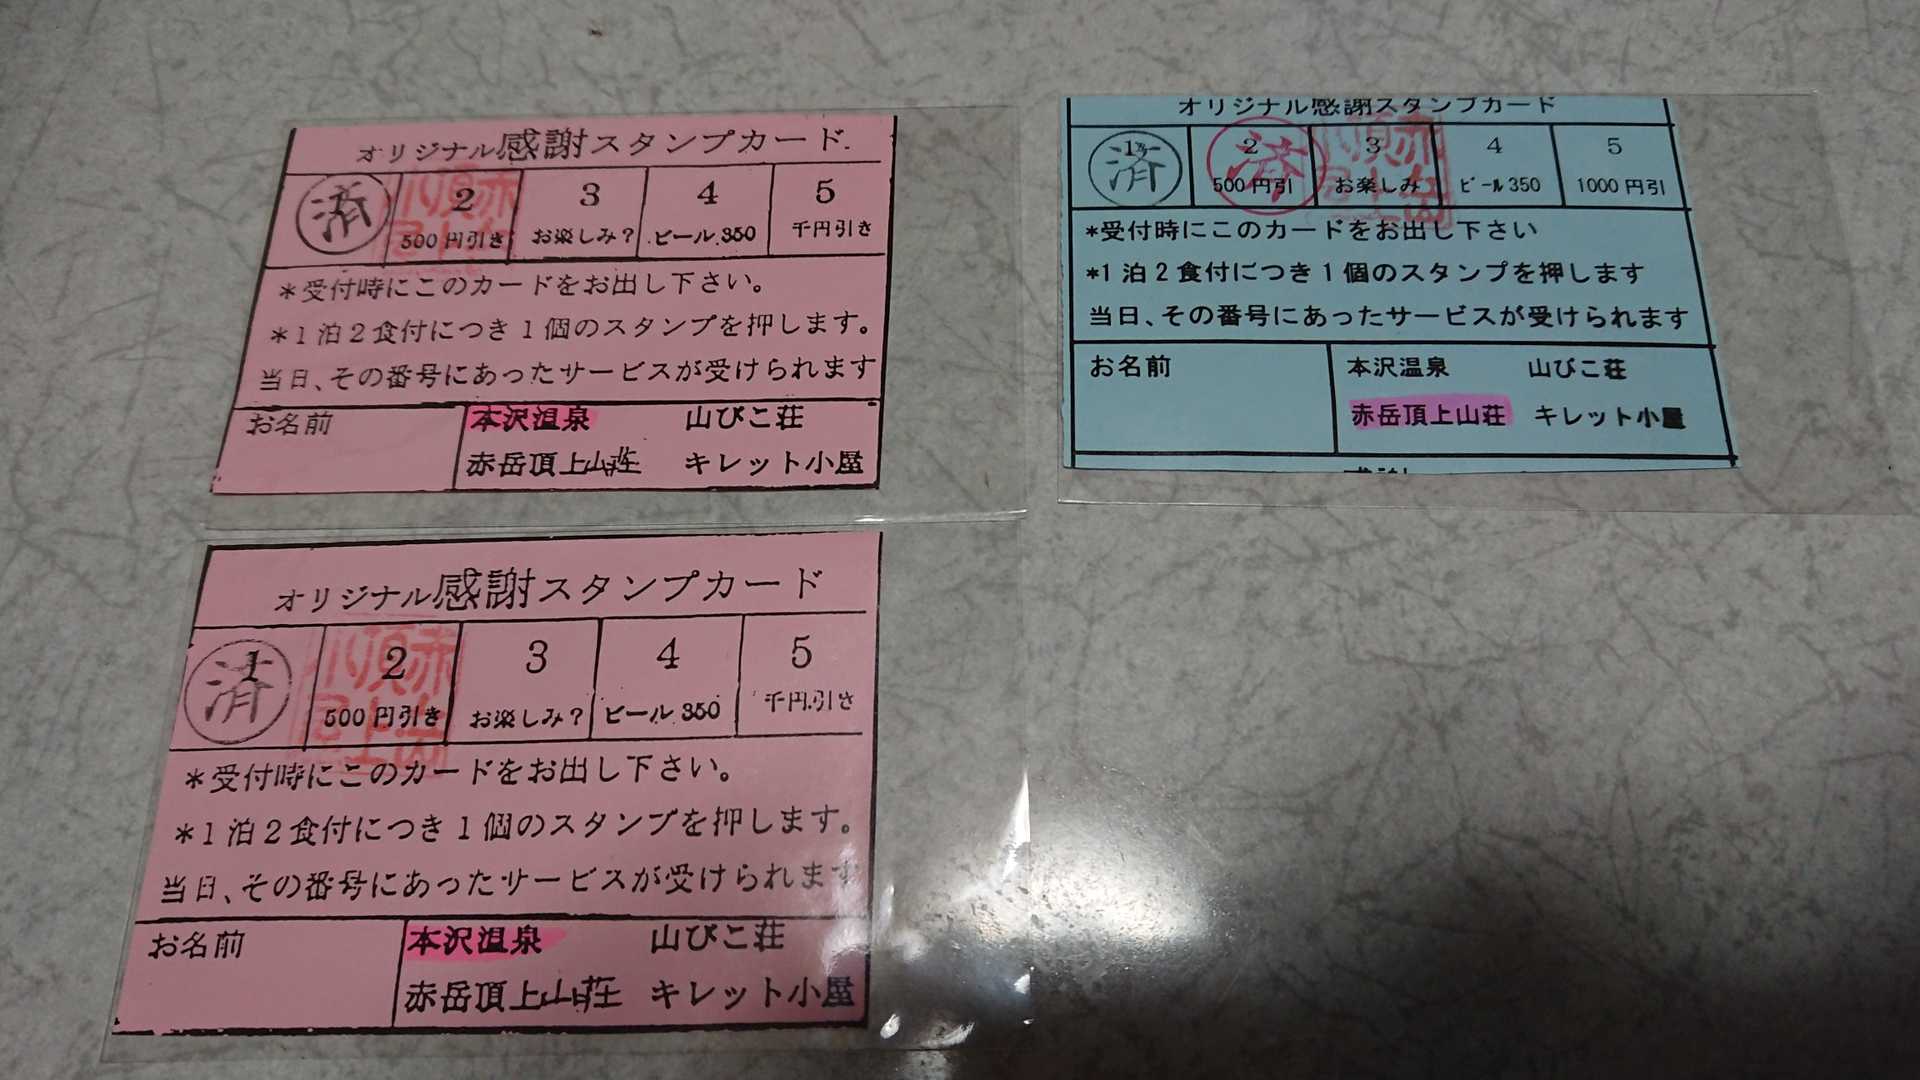 オリジナル感謝スタンプカード
済 2 3 4 5
500円引き お楽しみ? ビール350 千円引き
*受付時にこのカードをお出し下さい。
*1泊2食付につき1個のスタンプを押します。
当日、その番号にあったサービスが受けられます
お名前 本沢温泉 山びこ荘
赤岳頂上山荘 キレット小屋
オリジナル感謝スタンプカード
1 済 2 3 4 5
500円引 お楽しみ ビール350 1000円引
済
*受付時にこのカードをお出し下さい
*1泊2食付につき1個のスタンプを押します
当日、その番号にあったサービスが受けられます
お名前 本沢温泉 山びこ荘
赤岳頂上山荘 キレット小屋
オリジナル感謝スタンプカード
1 済 2 3 4 5
500円引き お楽しみ? ビール350 千円引き
*受付時にこのカードをお出し下さい。
*1泊2食付につき1個のスタンプを押します。
当日、その番号にあったサービスが受けられます
お名前 本沢温泉 山びこ荘
赤岳頂上山荘 キレット小屋